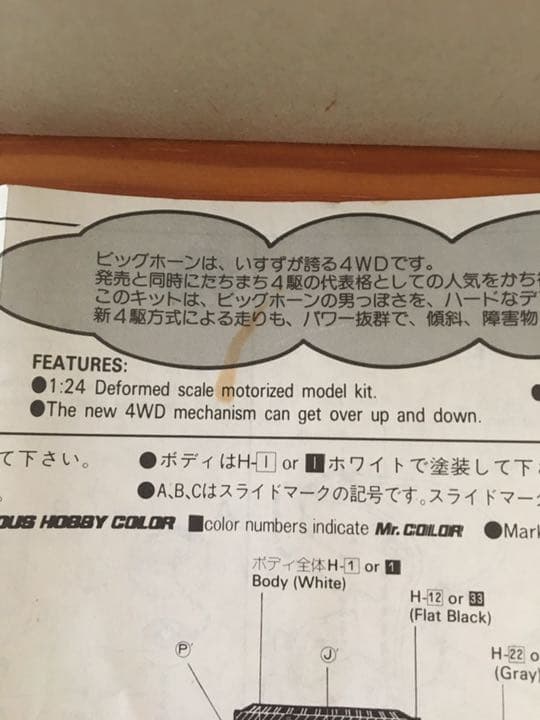 ビッグホーンは、いすずが誇る4WDです。
発売と同時にたちまち4駆の代表格としての人気をかち
このキットは、ビッグホーンの男っぽさを、ハードなデ
新4駆方式による走りも、パワー抜群で、傾斜、障害物
FEATURES:
●1:24 Deformed scale motorized model kit.
●The new 4WD mechanism can get over up and down.
て下さい。 ●ボディはH-1 or 1ホワイトで塗装して下
●A,B,Cはスライドマークの記号です。スライドマー
OUS HOBBY COLOR ■color numbers indicate Mr.COLOR ●Mark
ボディ全体H-1 or 1
Body (White)
H-12 or 33
(Flat Black)
H-22 o
(Gray)
P
J